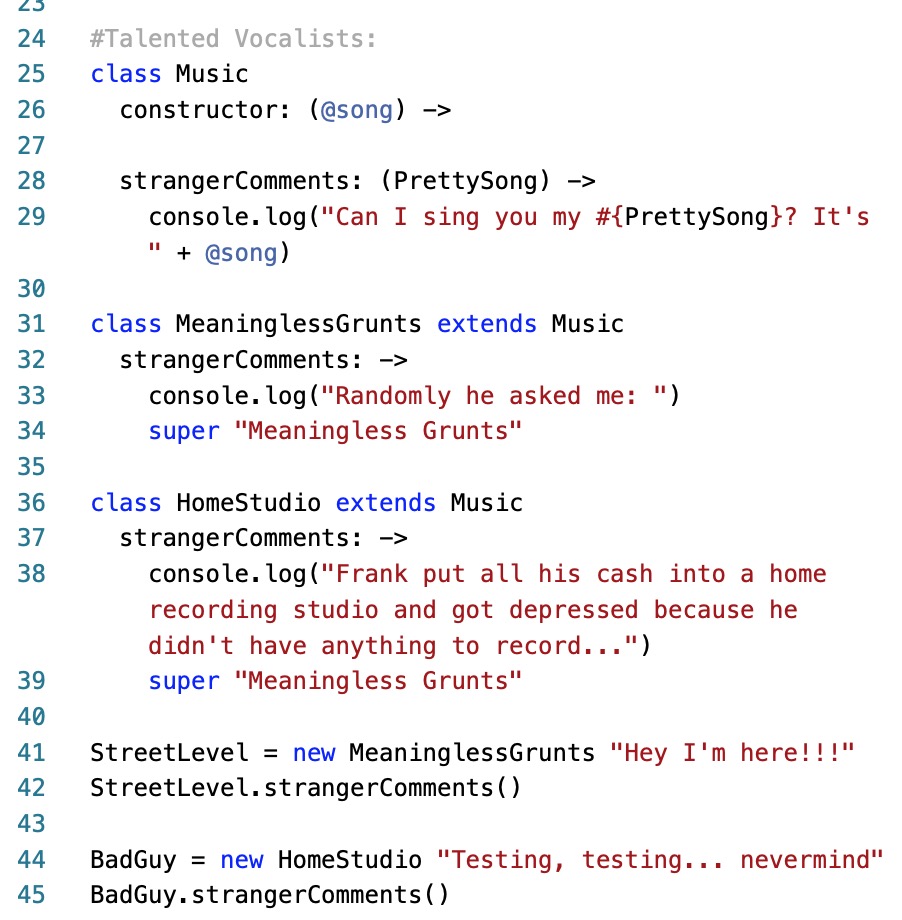 23
24 #Talented Vocalists:
25 class Music
26 constructor: (@song) ->
27
28 strangerComments: (PrettySong) ->
29 console.log("Can I sing you my #{PrettySong}? It's
" + @song)
30
31 class MeaninglessGrunts extends Music
32 strangerComments: ->
33 console.log("Randomly he asked me: ")
34 super "Meaningless Grunts"
35
36 class HomeStudio extends Music
37 strangerComments: ->
38 console.log("Frank put all his cash into a home
recording studio and got depressed because he
didn't have anything to record...")
39 super "Meaningless Grunts"
40
41 StreetLevel = new MeaninglessGrunts "Hey I'm here!!!"
42 StreetLevel.strangerComments()
43
44 BadGuy = new HomeStudio "Testing, testing... nevermind"
45 BadGuy.strangerComments()